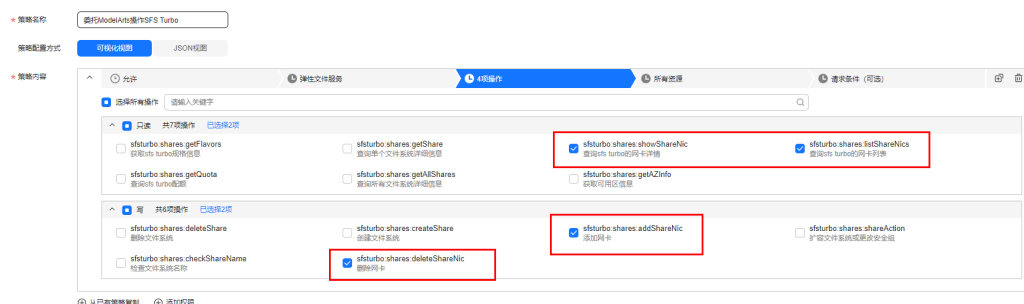 * 策略名称 委托ModelArts操作SFS Turbo
策略配置方式 可视化视图 JSON视图
* 策略内容 允许 弹性文件服务 4项操作 所有资源 请求条件（可选）
选择所有操作 请输入关键字
只读 共7项操作 已选择2项
sfsturbo:shares:getFlavors sfsturbo:shares:getShare sfsturbo:shares:showShareNic sfsturbo:shares:listShareNics
获取sfs turbo规格信息 查询单个文件系统详细信息 查询sfs turbo的网卡详情 查询sfs turbo的网卡列表
sfsturbo:shares:getQuota sfsturbo:shares:getAllShares sfsturbo:shares:getAZInfo
查询sfs turbo配额 查询所有文件系统详细信息 获取可用区信息
写 共6项操作 已选择2项
sfsturbo:shares:deleteShare sfsturbo:shares:createShare sfsturbo:shares:addShareNic sfsturbo:shares:shareAction
删除文件系统 创建文件系统 添加网卡 扩容文件系统或更改安全组
sfsturbo:shares:checkShareName sfsturbo:shares:deleteShareNic
检查文件系统名称 删除网卡
从已有策略复制 添加权限